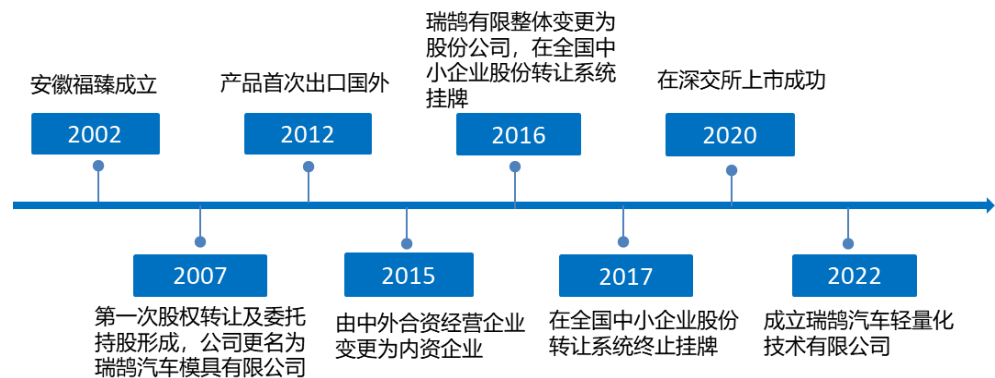 安徽福臻成立
2002
第一次股权转让及委托
持股形成，公司更名为
瑞鹄汽车模具有限公司
2007
产品首次出口国外
2012
由中外合资经营企业
变更为内资企业
2015
瑞鹄有限整体变更为
股份公司，在全国中
小企业股份转让系统
挂牌
2016
在全国中小企业股份
转让系统终止挂牌
2017
在深交所上市成功
2020
成立瑞鹄汽车轻量化
技术有限公司
2022